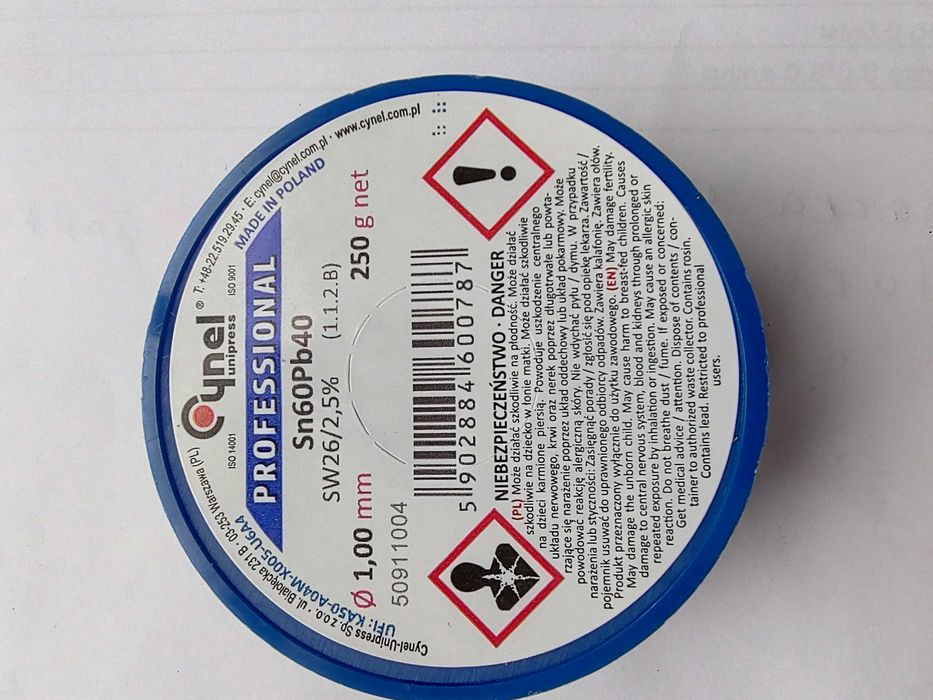 Cynel-Unipress Sp. z o.o. • ul. Białołęcka 231 B • 03-253 Warszawa (PL)
T: +48-22.519.29.45 • E: cynel@cynel.com.pl • www.cynel.com.pl
UFI: KA50-A04M-X005-U6A4
MADE IN POLAND
Cynel®
unipress
ISO 14001
ISO 9001
PROFESSIONAL
Sn60Pb40
SW26/2,5% (1.1.2.B)
Ø 1,00 mm 250 g net
50911004
5 902884 600787
NIEBEZPIECZEŃSTWO • DANGER
(PL) Może działać szkodliwie na płodność. Może działać
szkodliwie na dziecko w łonie matki. Może działać szkodliwie
na dzieci karmione piersią. Powoduje uszkodzenie centralnego
układu nerwowego, krwi oraz nerek poprzez długotrwałe lub powta-
rzające się narażenie poprzez układ oddechowy lub układ pokarmowy. Może
powodować reakcję alergiczną skóry. Nie wdychać pyłu / dymu. W przypadku
narażenia lub styczności: Zasięgnąć porady / zgłosić się pod opiekę lekarza. Zawartość /
pojemnik usuwać do uprawnionego odbiorcy odpadów. Zawiera kalafonię. Zawiera ołów.
Produkt przeznaczony wyłącznie do użytku zawodowego. (EN) May damage fertility.
May damage the unborn child. May cause harm to breast-fed children. Causes
damage to central nervous system, blood and kidneys through prolonged or
repeated exposure by inhalation or ingestion. May cause an allergic skin
reaction. Do not breathe dust / fume. If exposed or concerned:
Get medical advice / attention. Dispose of contents / con-
tainer to authorized waste collector. Contains rosin.
Contains lead. Restricted to professional
users.